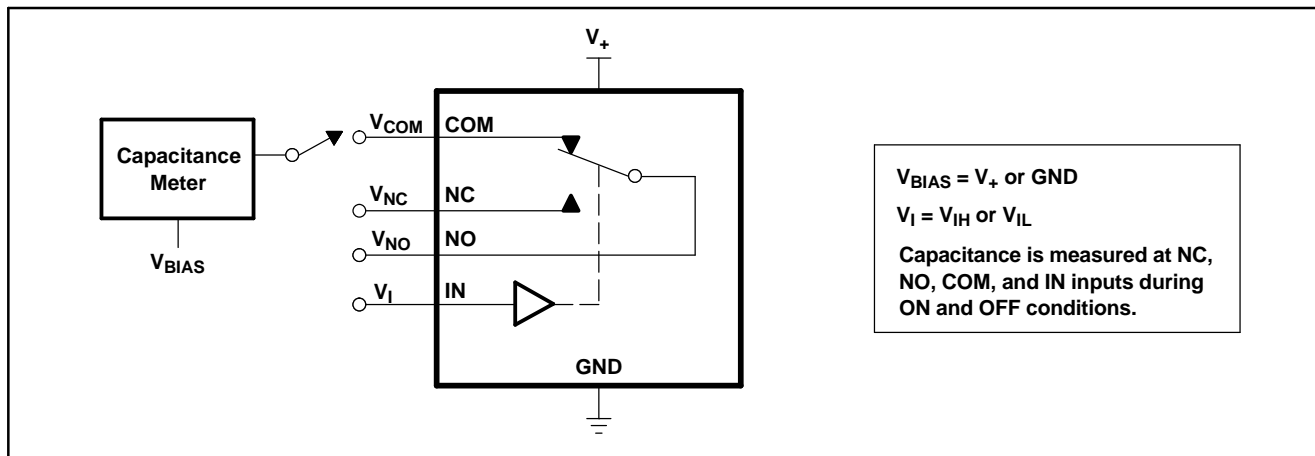 V+
VCOM COM
Capacitance
Meter
VNC NC
VNO NO
VBIAS
VI IN
GND
VBIAS = V+ or GND
VI = VIH or VIL
Capacitance is measured at NC,
NO, COM, and IN inputs during
ON and OFF conditions.